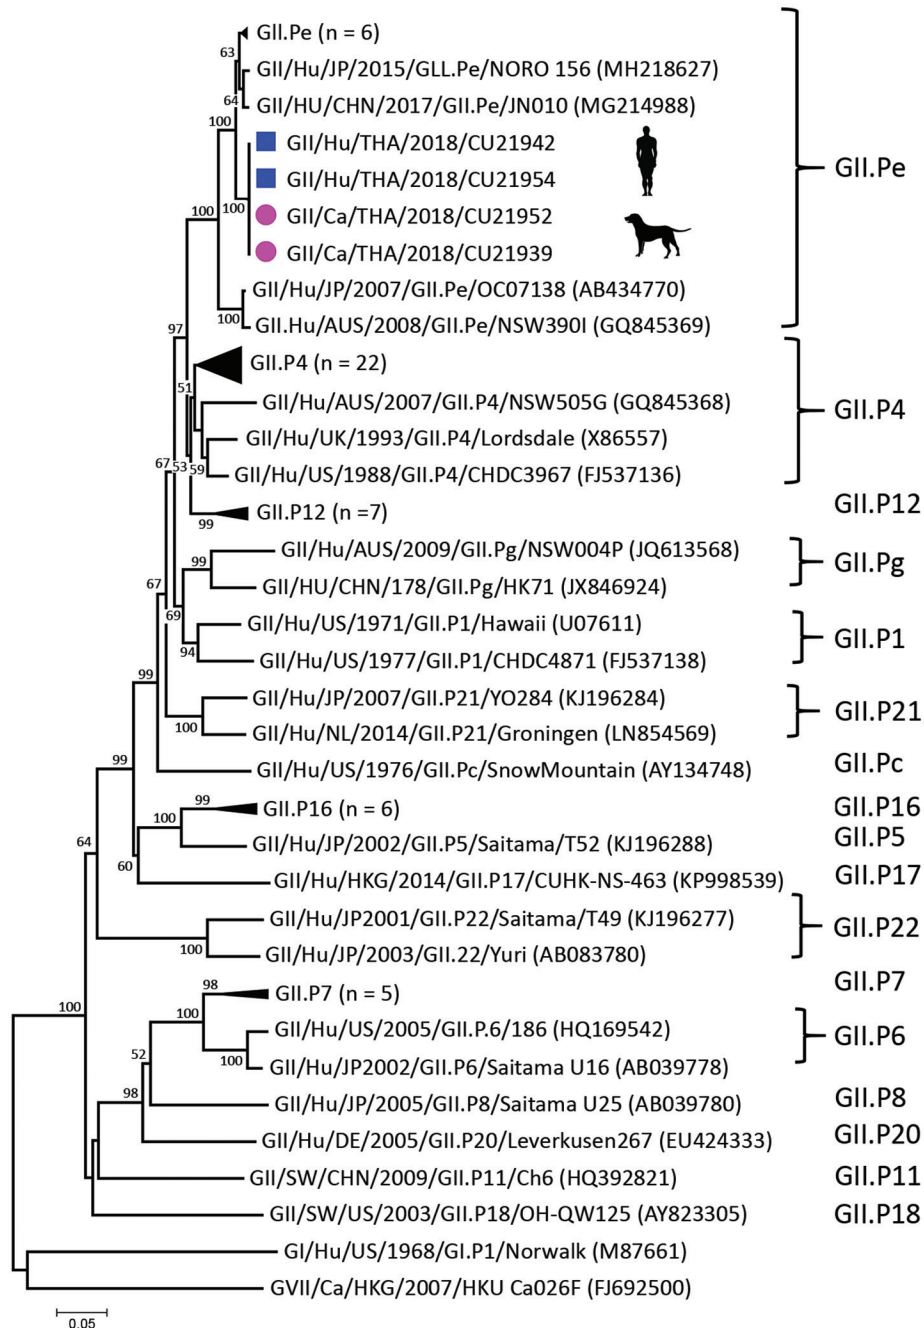 GII.Pe (n = 6)
63
GII/Hu/JP/2015/GLL.Pe/NORO 156 (MH218627)
64
GII/HU/CHN/2017/GII.Pe/JN010 (MG214988)
100
GII/Hu/THA/2018/CU21942
GII/Hu/THA/2018/CU21954
GII.Pe
100
GII/Ca/THA/2018/CU21952
100
GII/Ca/THA/2018/CU21939
GII/Hu/JP/2007/GII.Pe/OC07138 (AB434770)
100
GII.Hu/AUS/2008/GII.Pe/NSW390I (GQ845369)
97
GII.P4 (n = 22)
51
GII/Hu/AUS/2007/GII.P4/NSW505G (GQ845368)
GII.P4
GII/Hu/UK/1993/GII.P4/Lordsdale (X86557)
67
53
59
GII/Hu/US/1988/GII.P4/CHDC3967 (FJ537136)
GII.P12 (n =7)
GII.P12
99
GII/Hu/AUS/2009/GII.Pg/NSW004P (JQ613568)
99
GII.Pg
GII/HU/CHN/178/GII.Pg/HK71 (JX846924)
67
69
GII/Hu/US/1971/GII.P1/Hawaii (U07611)
GII.P1
94
GII/Hu/US/1977/GII.P1/CHDC4871 (FJ537138)
99
GII/Hu/JP/2007/GII.P21/YO284 (KJ196284)
GII.P21
100
GII/Hu/NL/2014/GII.P21/Groningen (LN854569)
99
GII/Hu/US/1976/GII.Pc/SnowMountain (AY134748)
GII.Pc
99
GII.P16 (n = 6)
GII.P16
100
GII/Hu/JP/2002/GII.P5/Saitama/T52 (KJ196288)
GII.P5
64
60
GII/Hu/HKG/2014/GII.P17/CUHK-NS-463 (KP998539)
GII.P17
GII/Hu/JP2001/GII.P22/Saitama/T49 (KJ196277)
GII.P22
100
GII/Hu/JP/2003/GII.22/Yuri (AB083780)
98
GII.P7 (n = 5)
GII.P7
100
100
GII/Hu/US/2005/GII.P.6/186 (HQ169542)
GII.P6
52
100
GII/Hu/JP2002/GII.P6/Saitama U16 (AB039778)
98
GII/Hu/JP/2005/GII.P8/Saitama U25 (AB039780)
GII.P8
GII/Hu/DE/2005/GII.P20/Leverkusen267 (EU424333)
GII.P20
GII/SW/CHN/2009/GII.P11/Ch6 (HQ392821)
GII.P11
GII/SW/US/2003/GII.P18/OH-QW125 (AY823305)
GII.P18
GI/Hu/US/1968/GI.P1/Norwalk (M87661)
GVII/Ca/HKG/2007/HKU Ca026F (FJ692500)
0.05